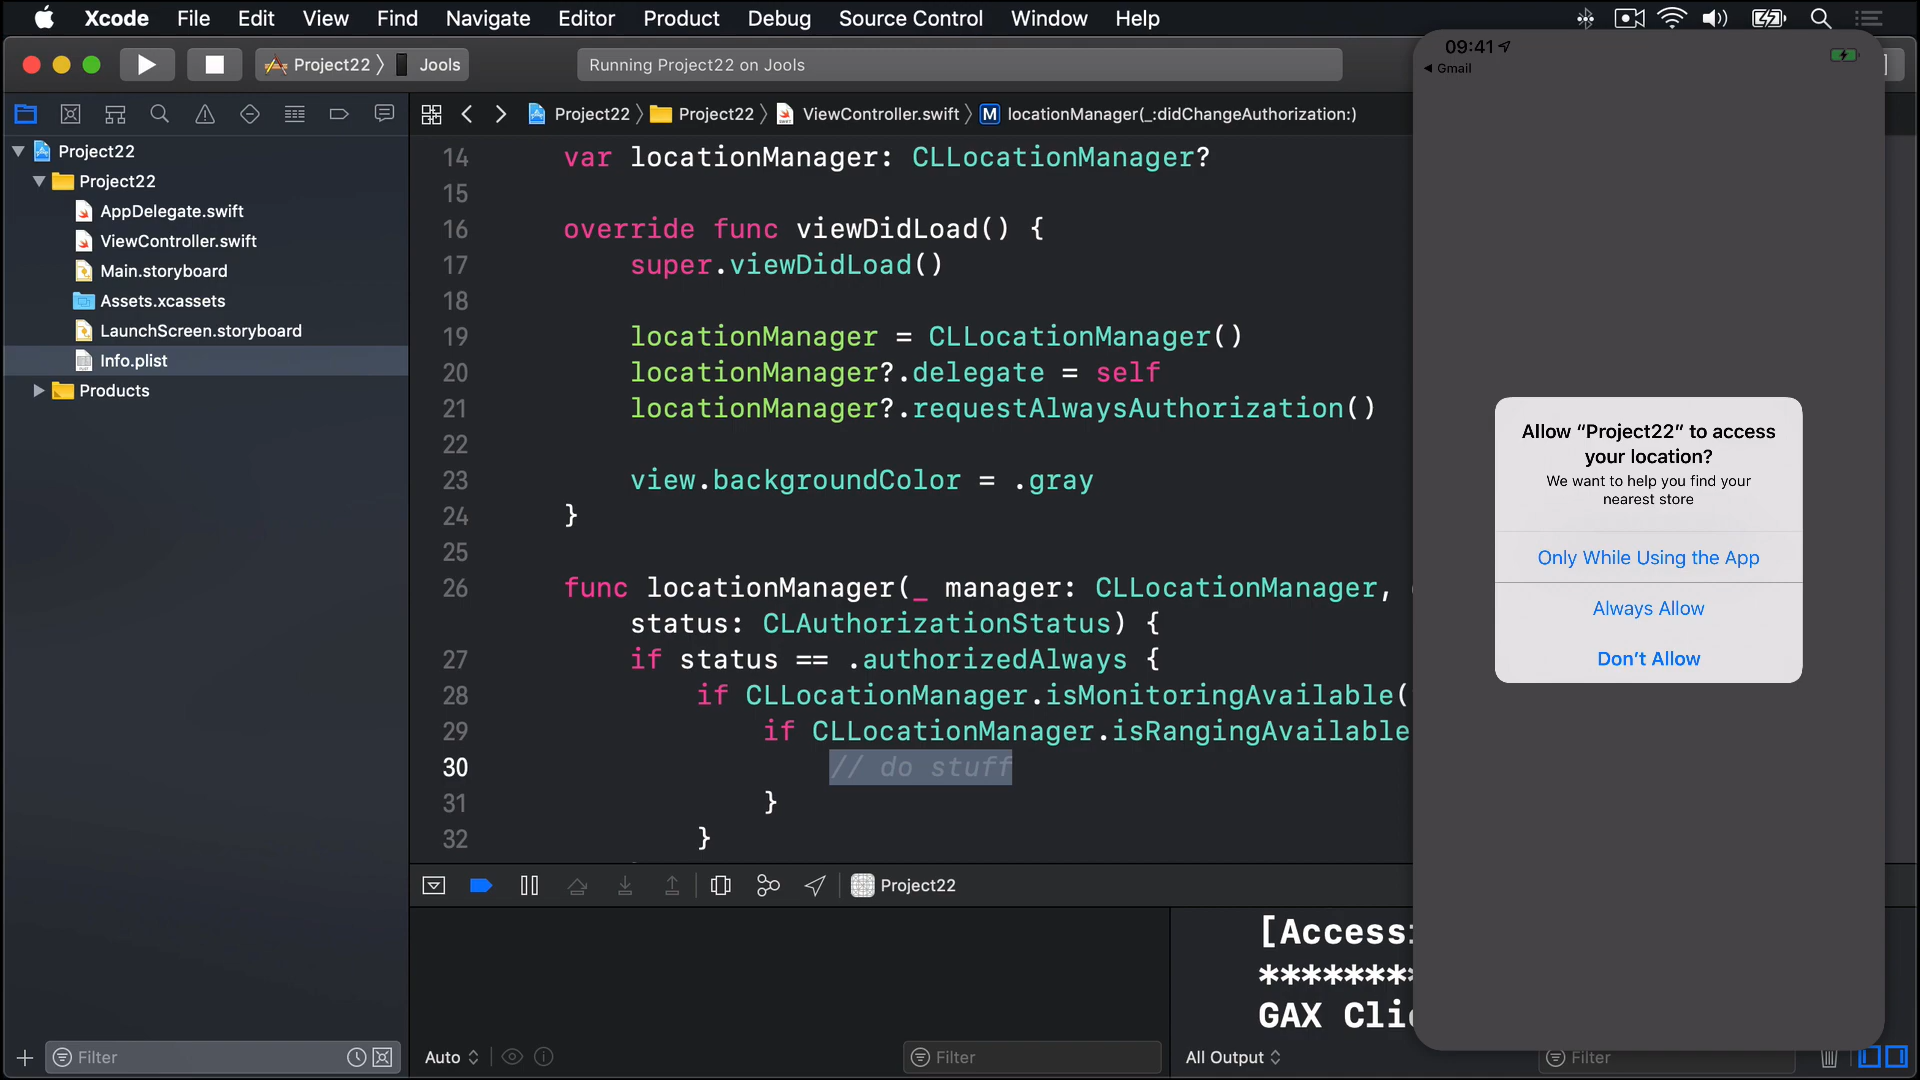 Xcode File Edit View Find Navigate Editor Product Debug Source Control Window Help
Project22 Jools
Running Project22 on Jools
Project22 Project22 ViewController.swift M locationManager(_:didChangeAuthorization:)
Project22
Project22
AppDelegate.swift
ViewController.swift
Main.storyboard
Assets.xcassets
LaunchScreen.storyboard
Info.plist
Products
Filter
14 var locationManager: CLLocationManager?
15
16 override func viewDidLoad() {
17 super.viewDidLoad()
18
19 locationManager = CLLocationManager()
20 locationManager?.delegate = self
21 locationManager?.requestAlwaysAuthorization()
22
23 view.backgroundColor = .gray
24 }
25
26 func locationManager(_ manager: CLLocationManager,
status: CLAuthorizationStatus) {
27 if status == .authorizedAlways {
28 if CLLocationManager.isMonitoringAvailable(
29 if CLLocationManager.isRangingAvailable
30 // do stuff
31 }
32 }
Project22
Auto
Filter
[Access
********
GAX Cli
All Output
Filter
09:41
Gmail
Allow “Project22” to access
your location?
We want to help you find your
nearest store
Only While Using the App
Always Allow
Don’t Allow